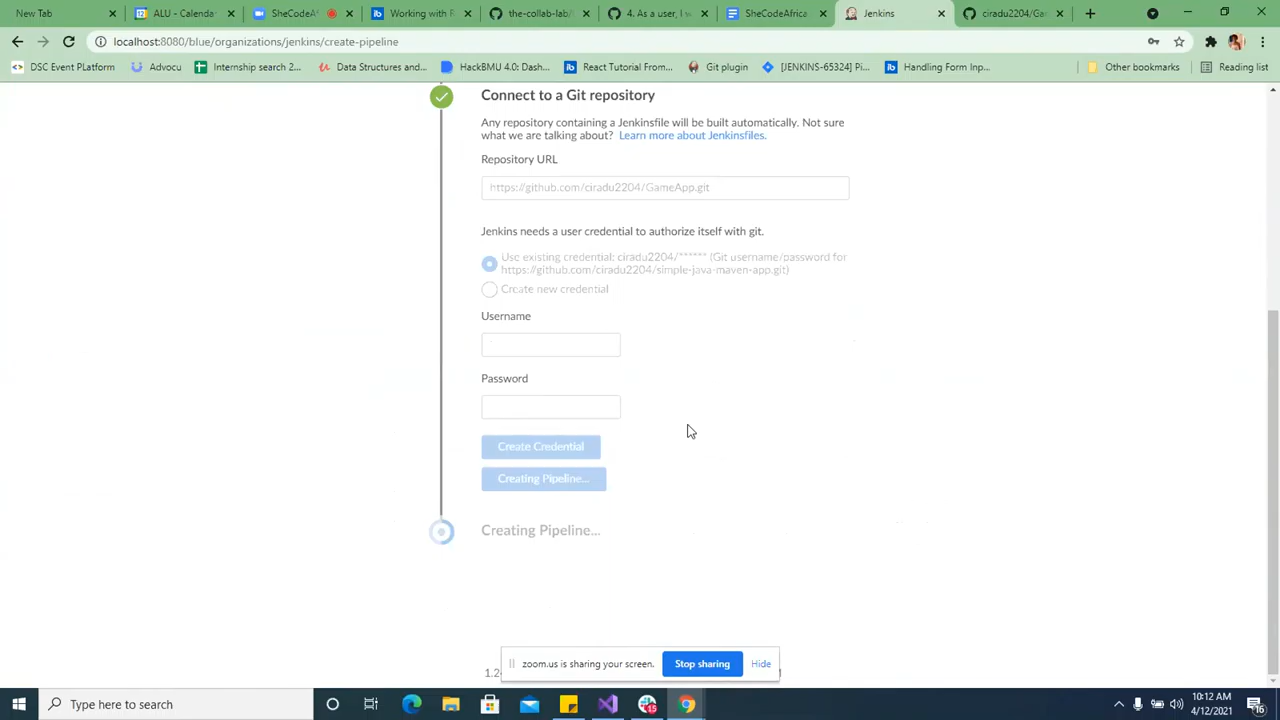 New Tab
12 ALU - Calenda
SheCodeAfri
Working with R
the-collab-lab/
4. As a user, I w
SheCodeAfrica
Jenkins
ciradu2204/Ga
localhost:8080/blue/organizations/jenkins/create-pipeline
DSC Event PLatform
Advocu
Internship search 2...
Data Structures and...
HackBMU 4.0: Dash...
React Tutorial From...
Git plugin
[JENKINS-65324] Pi...
Handling Form Inp...
Other bookmarks
Reading list
Connect to a Git repository
Any repository containing a Jenkinsfile will be built automatically. Not sure
what we are talking about? Learn more about Jenkinsfiles.
Repository URL
https://github.com/ciradu2204/GameApp.git
Jenkins needs a user credential to authorize itself with git.
Use existing credential: ciradu2204/****** (Git username/password for
https://github.com/ciradu2204/simple-java-maven-app.git)
Create new credential
Username
Password
Create Credential
Creating Pipeline...
Creating Pipeline...
zoom.us is sharing your screen.
Stop sharing
Hide
1.2
Type here to search
15
10:12 AM
4/12/2021
16